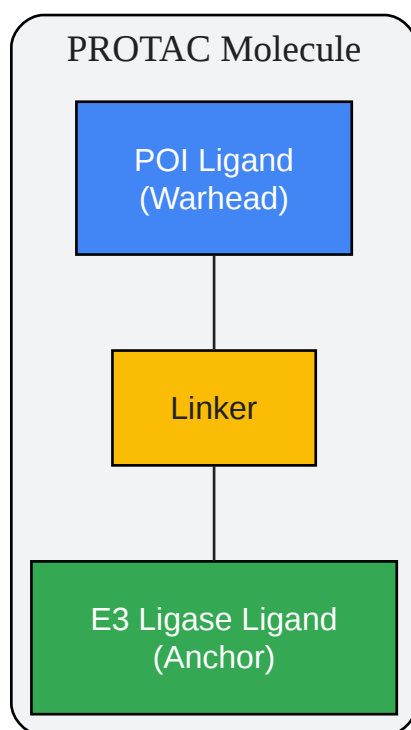 PROTAC Molecule
POI Ligand
(Warhead)
Linker
E3 Ligase Ligand
(Anchor)